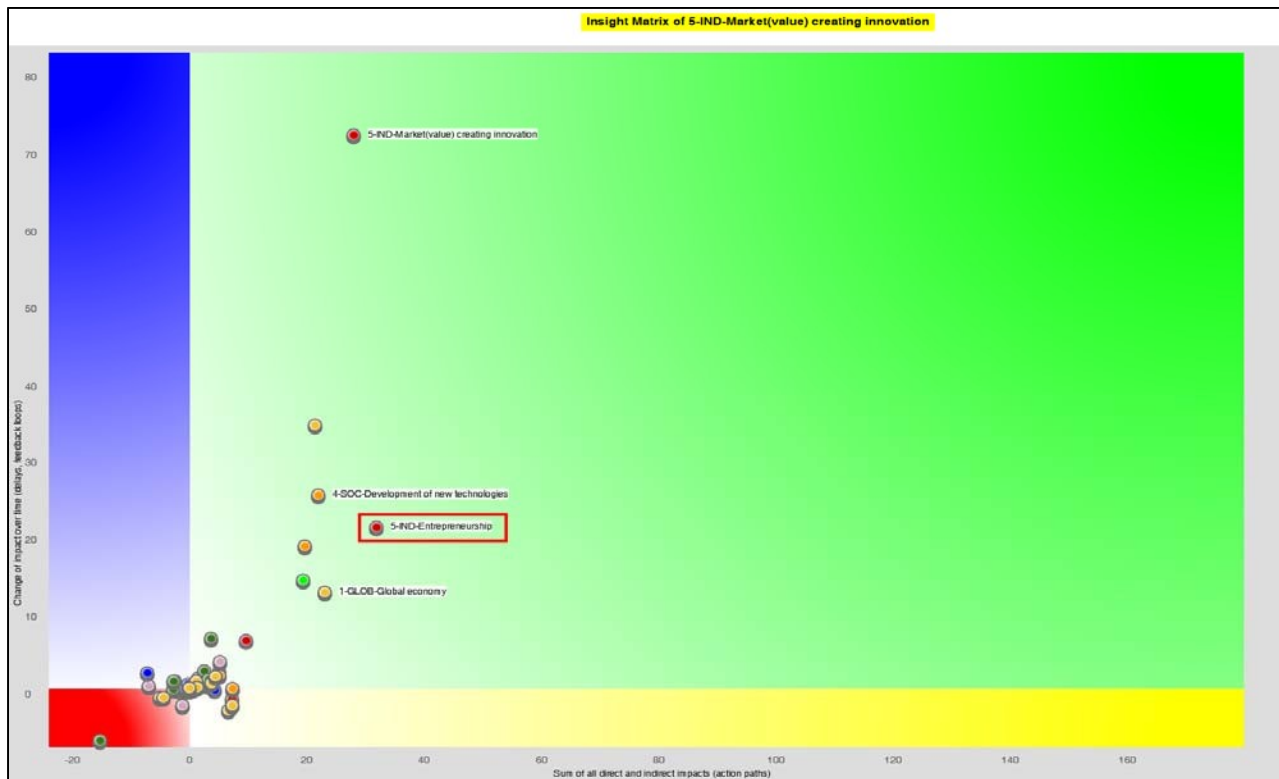 Insight Matrix of 5-IND-Market(value) creating innovation
80
5-IND-Market(value) creating innovation
70
60
50
40
30
4-SOC-Development of new technologies
5-IND-Entrepreneurship
20
1-GLOB-Global economy
10
0
Change of impact over time (delays, feedback loops)
-20 0 20 40 60 80 100 120 140 160
Sum of all direct and indirect impacts (action paths)